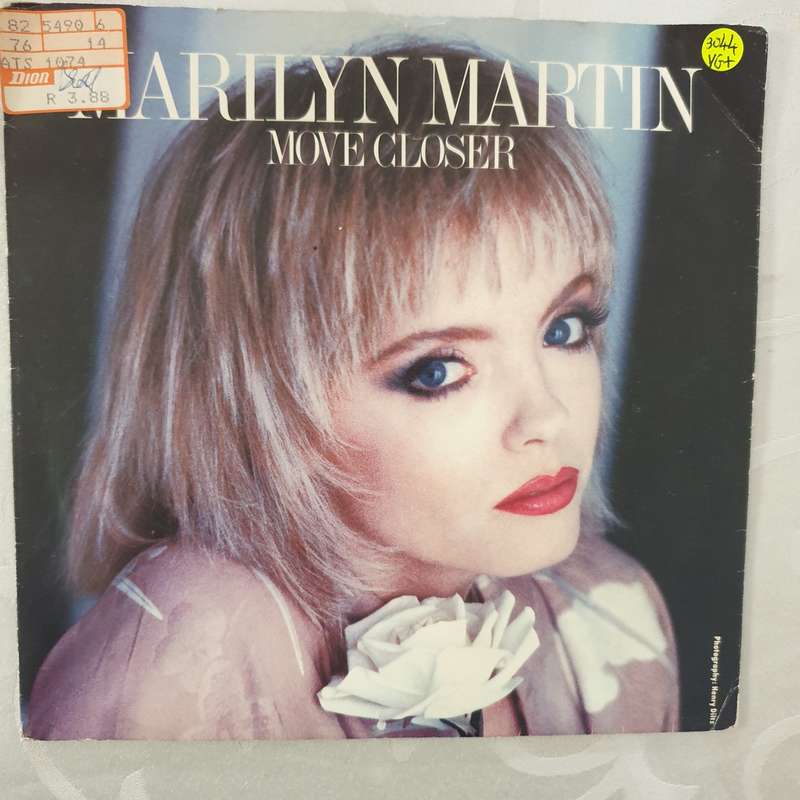 82 5490 6
76 14
ATS 1074
Dion
R 3.88
3044
VG+
MARILYN MARTIN
MOVE CLOSER
Photography: Henry Diltz